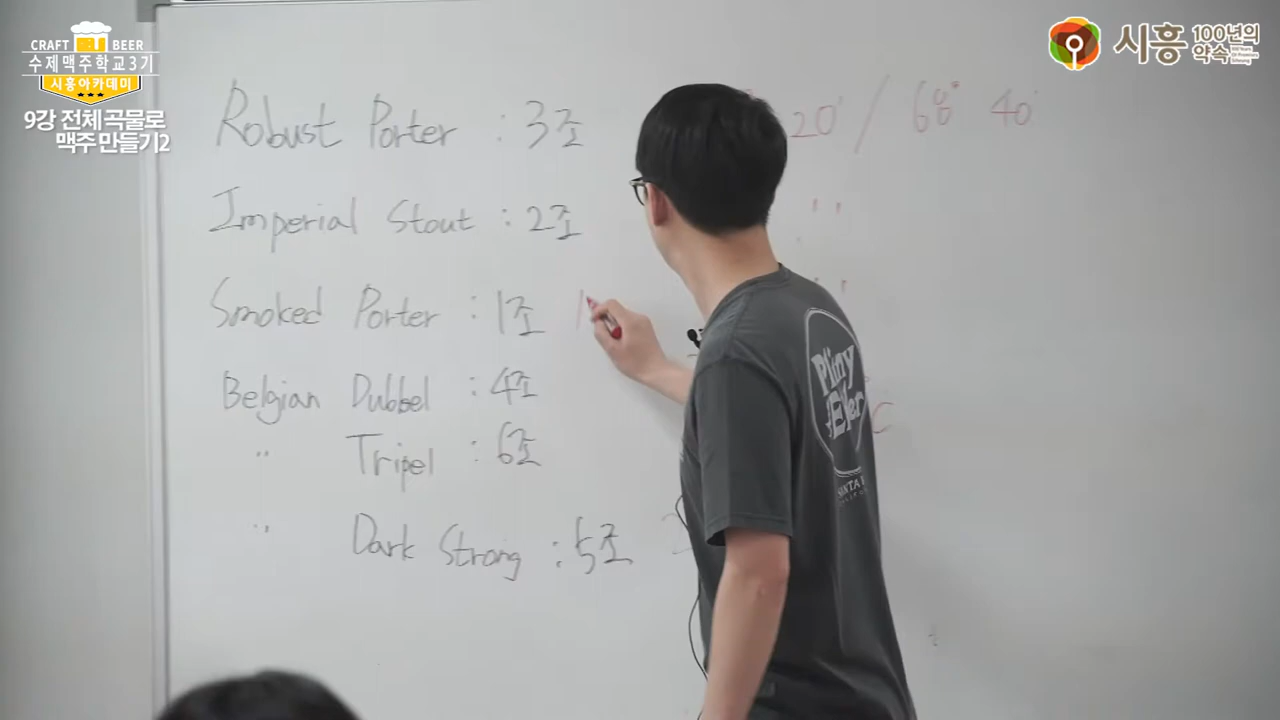 CRAFT BEER
수제맥주학교3기
시흥아카데미
9강 전체 곡물로
맥주 만들기2
시흥 100년의 약속
Robust Porter : 3조 20' / 68° 40'
Imperial Stout : 2조 ''
Smoked Porter : 1조 ''
Belgian Dubbel : 4조
'' Tripel : 6조
'' Dark Strong : 5조
Pliny
Elder